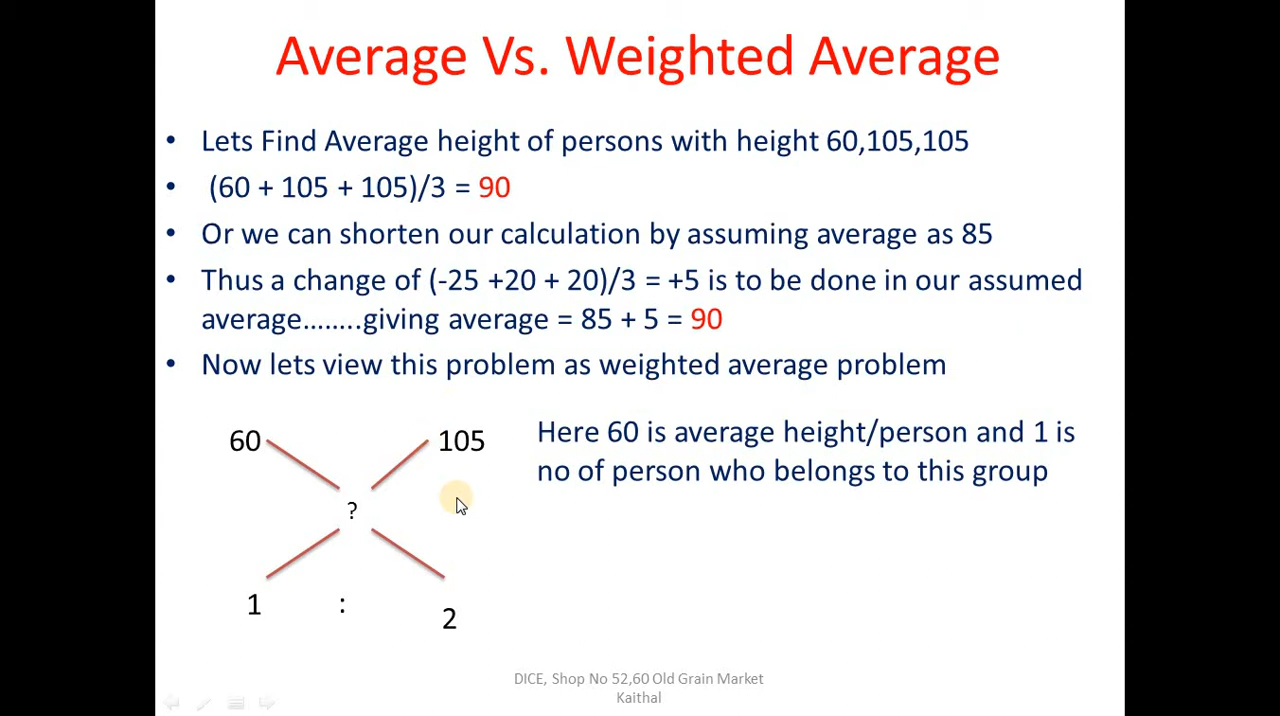 Average Vs. Weighted Average
• Lets Find Average height of persons with height 60,105,105
• (60 + 105 + 105)/3 = 90
• Or we can shorten our calculation by assuming average as 85
• Thus a change of (-25 +20 + 20)/3 = +5 is to be done in our assumed
average……..giving average = 85 + 5 = 90
• Now lets view this problem as weighted average problem
60 105
?
1 : 2
Here 60 is average height/person and 1 is
no of person who belongs to this group
DICE, Shop No 52,60 Old Grain Market
Kaithal